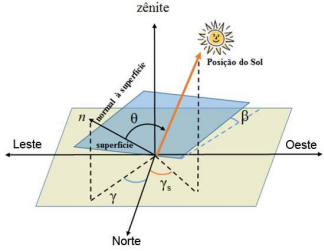 zênite
Posição do Sol
normal à superfície
n
θ
β
superfície
Leste
Oeste
γ
γs
Norte